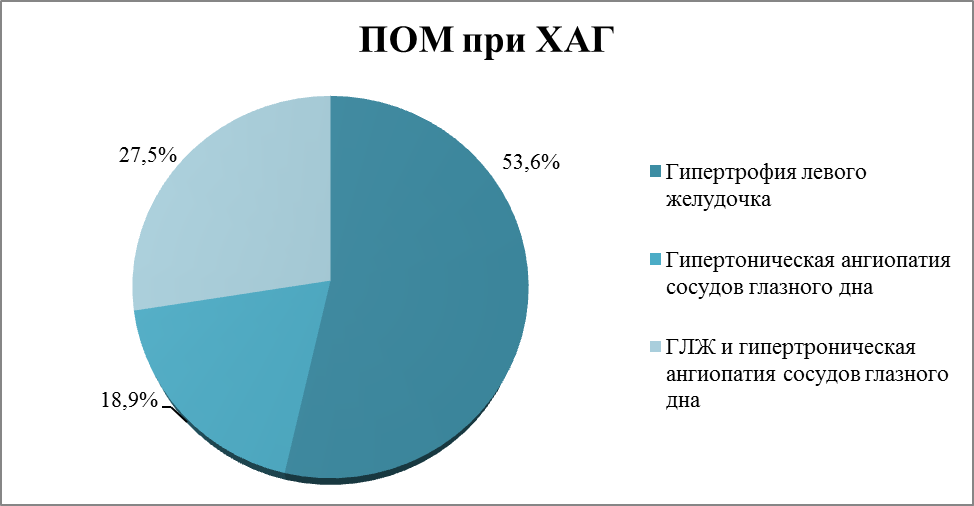 ПОМ при ХАГ
27,5%
53,6%
18,9%
Гипертрофия левого
желудочка
Гипертоническая ангиопатия
сосудов глазного дна
ГЛЖ и гипертроническая
ангиопатия сосудов глазного
дна